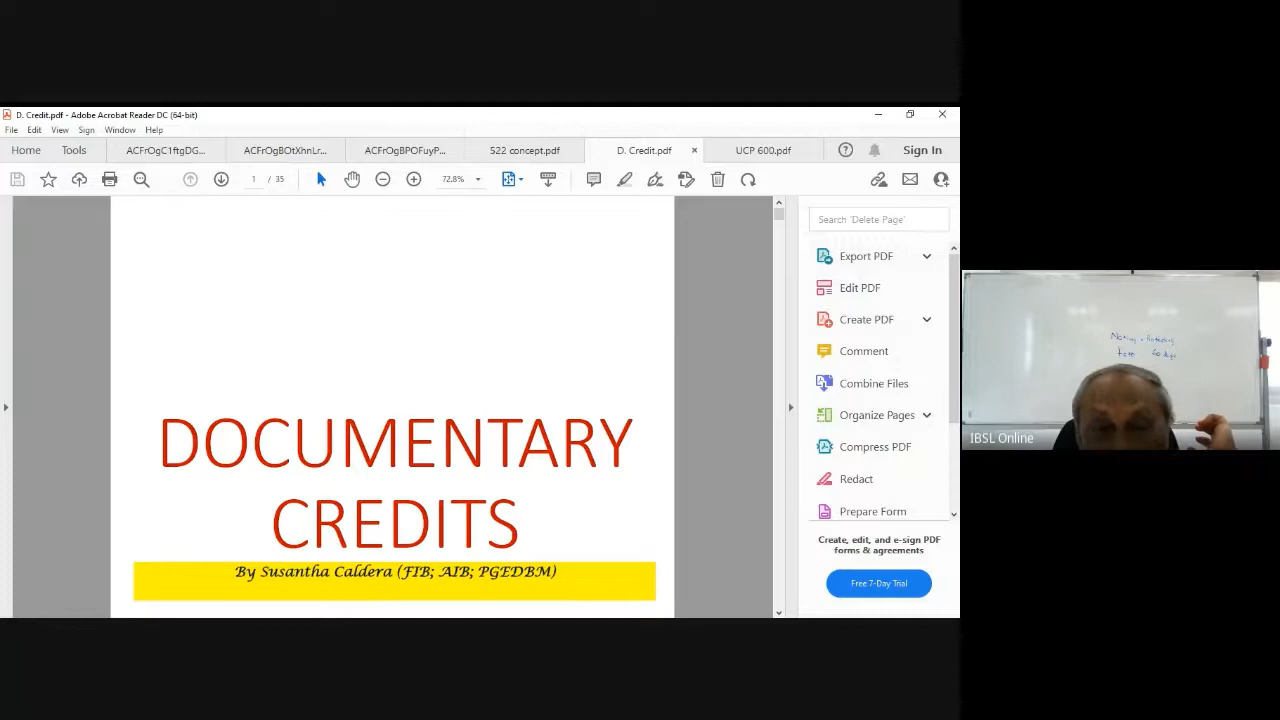 D. Credit.pdf - Adobe Acrobat Reader DC (64-bit)
File Edit View Sign Window Help
Home Tools ACFrOgC1ftgDG... ACFrOgBOtXhnLr... ACFrOgBPOFuyP... 522 concept.pdf D. Credit.pdf × UCP 600.pdf Sign In
1 / 35 72.8%
Search 'Delete Page'
Export PDF
Edit PDF
Create PDF
Comment
Combine Files
Organize Pages
Compress PDF
Redact
Prepare Form
Create, edit, and e-sign PDF
forms & agreements
Free 7-Day Trial
DOCUMENTARY
CREDITS
By Susantha Caldera (FIB; AIB; PGEDBM)
IBSL Online